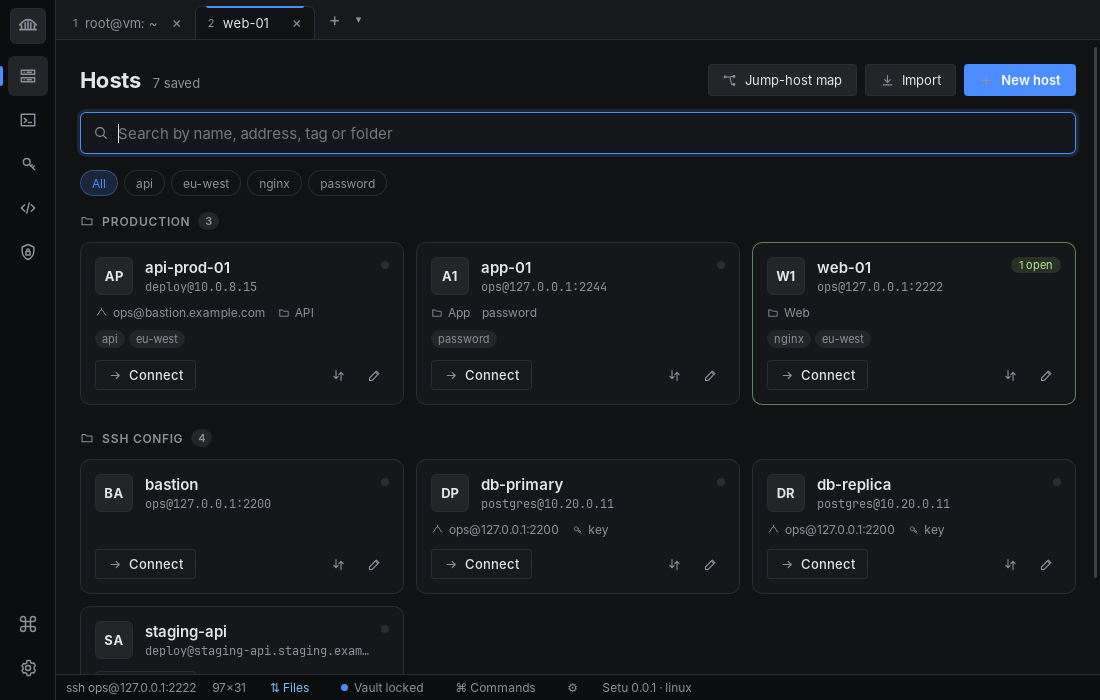 1 root@vm: ~ ×
2 web-01 ×
+ ▾
Hosts 7 saved
Jump-host map
Import
+ New host
Search by name, address, tag or folder
All api eu-west nginx password
PRODUCTION 3
AP api-prod-01
deploy@10.0.8.15
ops@bastion.example.com API
api eu-west
→ Connect
A1 app-01
ops@127.0.0.1:2244
App password
password
→ Connect
W1 web-01 1 open
ops@127.0.0.1:2222
Web
nginx eu-west
→ Connect
SSH CONFIG 4
BA bastion
ops@127.0.0.1:2200
→ Connect
DP db-primary
postgres@10.20.0.11
ops@127.0.0.1:2200 key
→ Connect
DR db-replica
postgres@10.20.0.11
ops@127.0.0.1:2200 key
→ Connect
SA staging-api
deploy@staging-api.staging.exam…
ssh ops@127.0.0.1:2222 97×31 ⇅ Files Vault locked ⌘ Commands ⚙ Setu 0.0.1 · linux